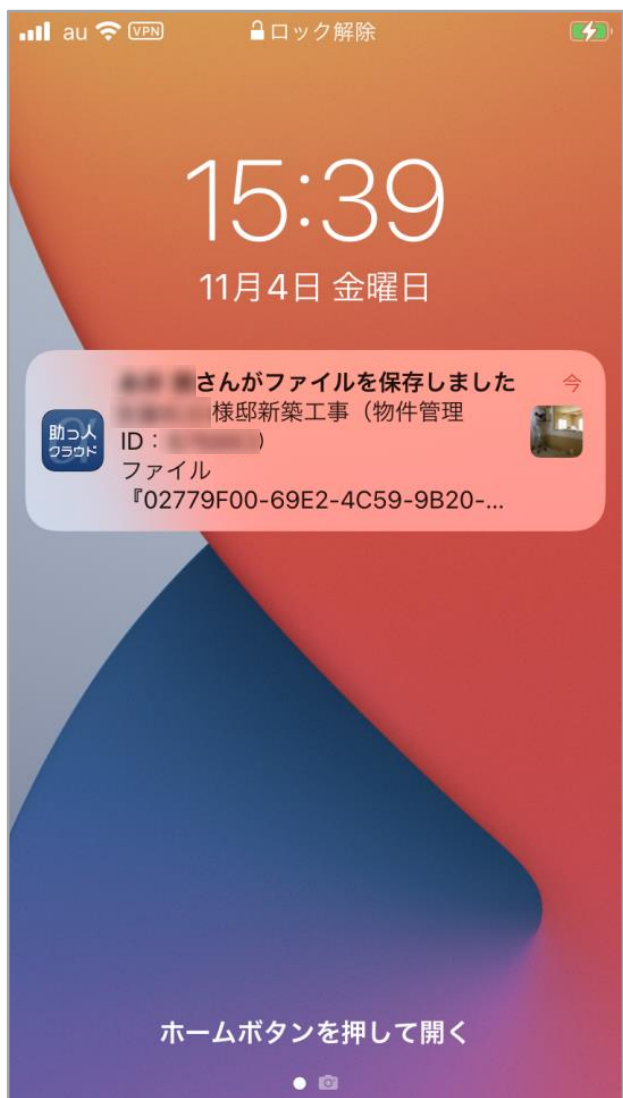 au VPN ロック解除
15:39
11月4日 金曜日
さんがファイルを保存しました 今
様邸新築工事（物件管理
ID： ）
ファイル
『02779F00-69E2-4C59-9B20-...
助っ人
クラウド
ホームボタンを押して開く